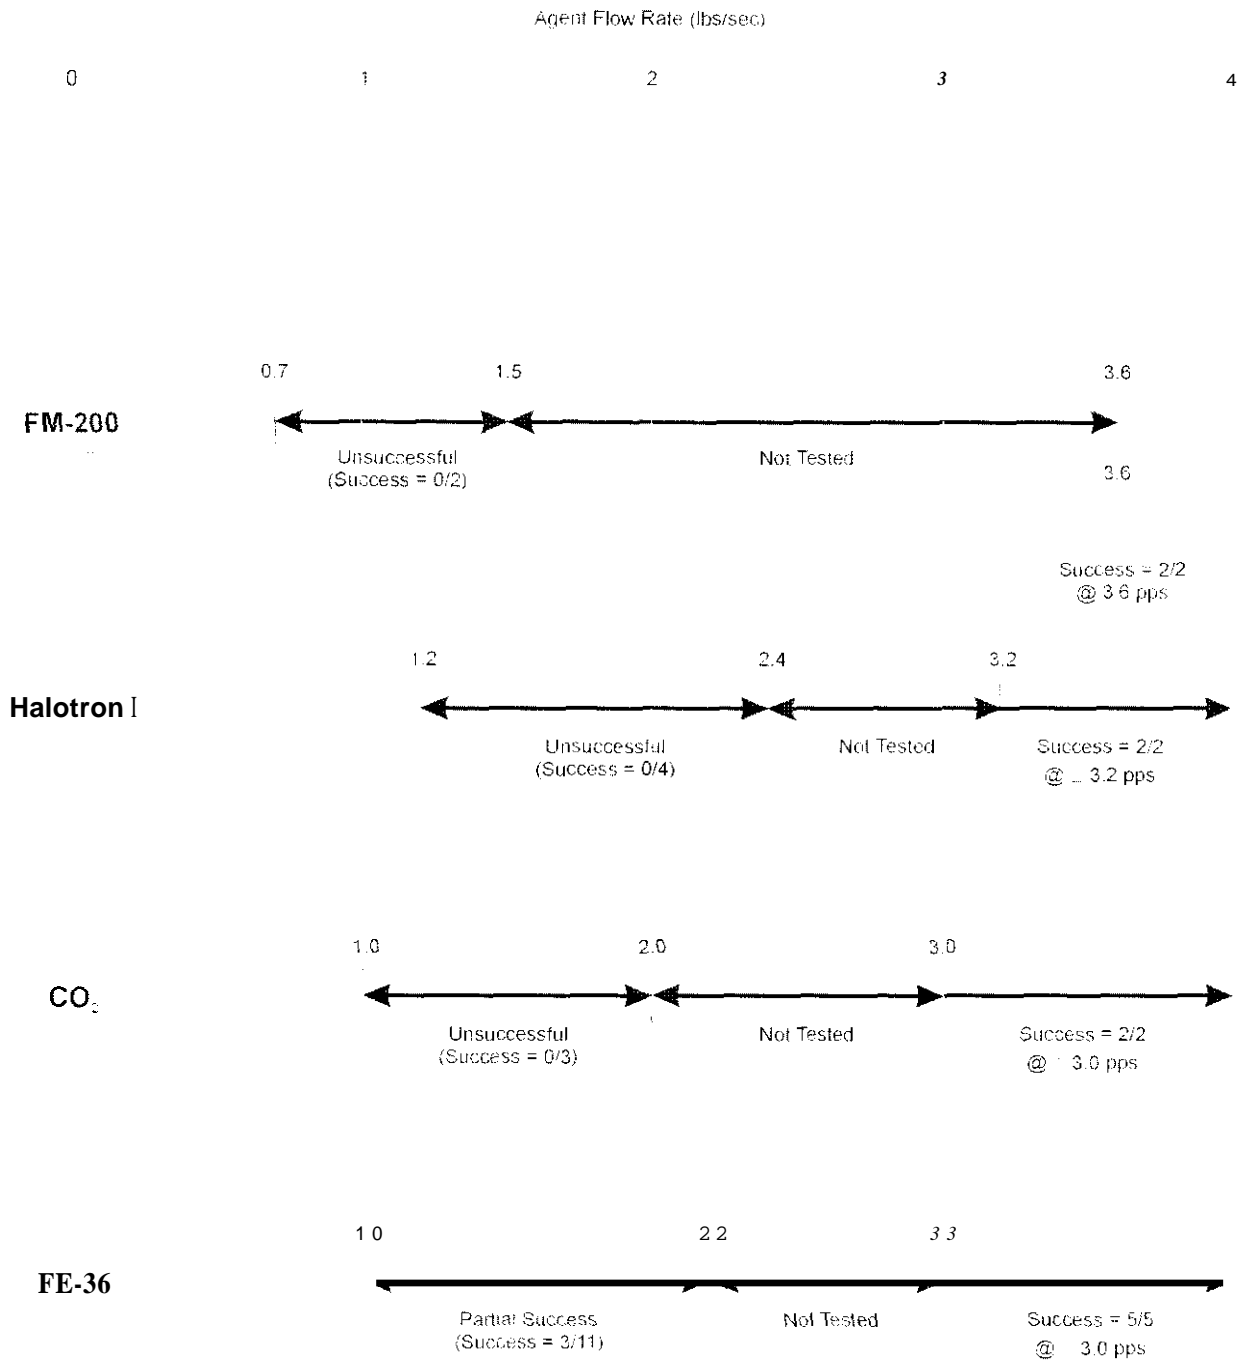 Agent Flow Rate (lbs/sec)
0 1 2 3 4
0.7 1.5 3.6
FM-200
Unsuccessful Not Tested
(Success = 0/2)
3.6
Success = 2/2
@ 3 6 pps
1.2 2.4 3.2
Halotron I
Unsuccessful Not Tested Success = 2/2
(Success = 0/4) @ 3.2 pps
1.0 2.0 3.0
CO
Unsuccessful Not Tested Success = 2/2
(Success = 0/3) @ 3.0 pps
1 0 2 2 3 3
FE-36
Partial Success Not Tested Success = 5/5
(Success = 3/11) @ 3.0 pps